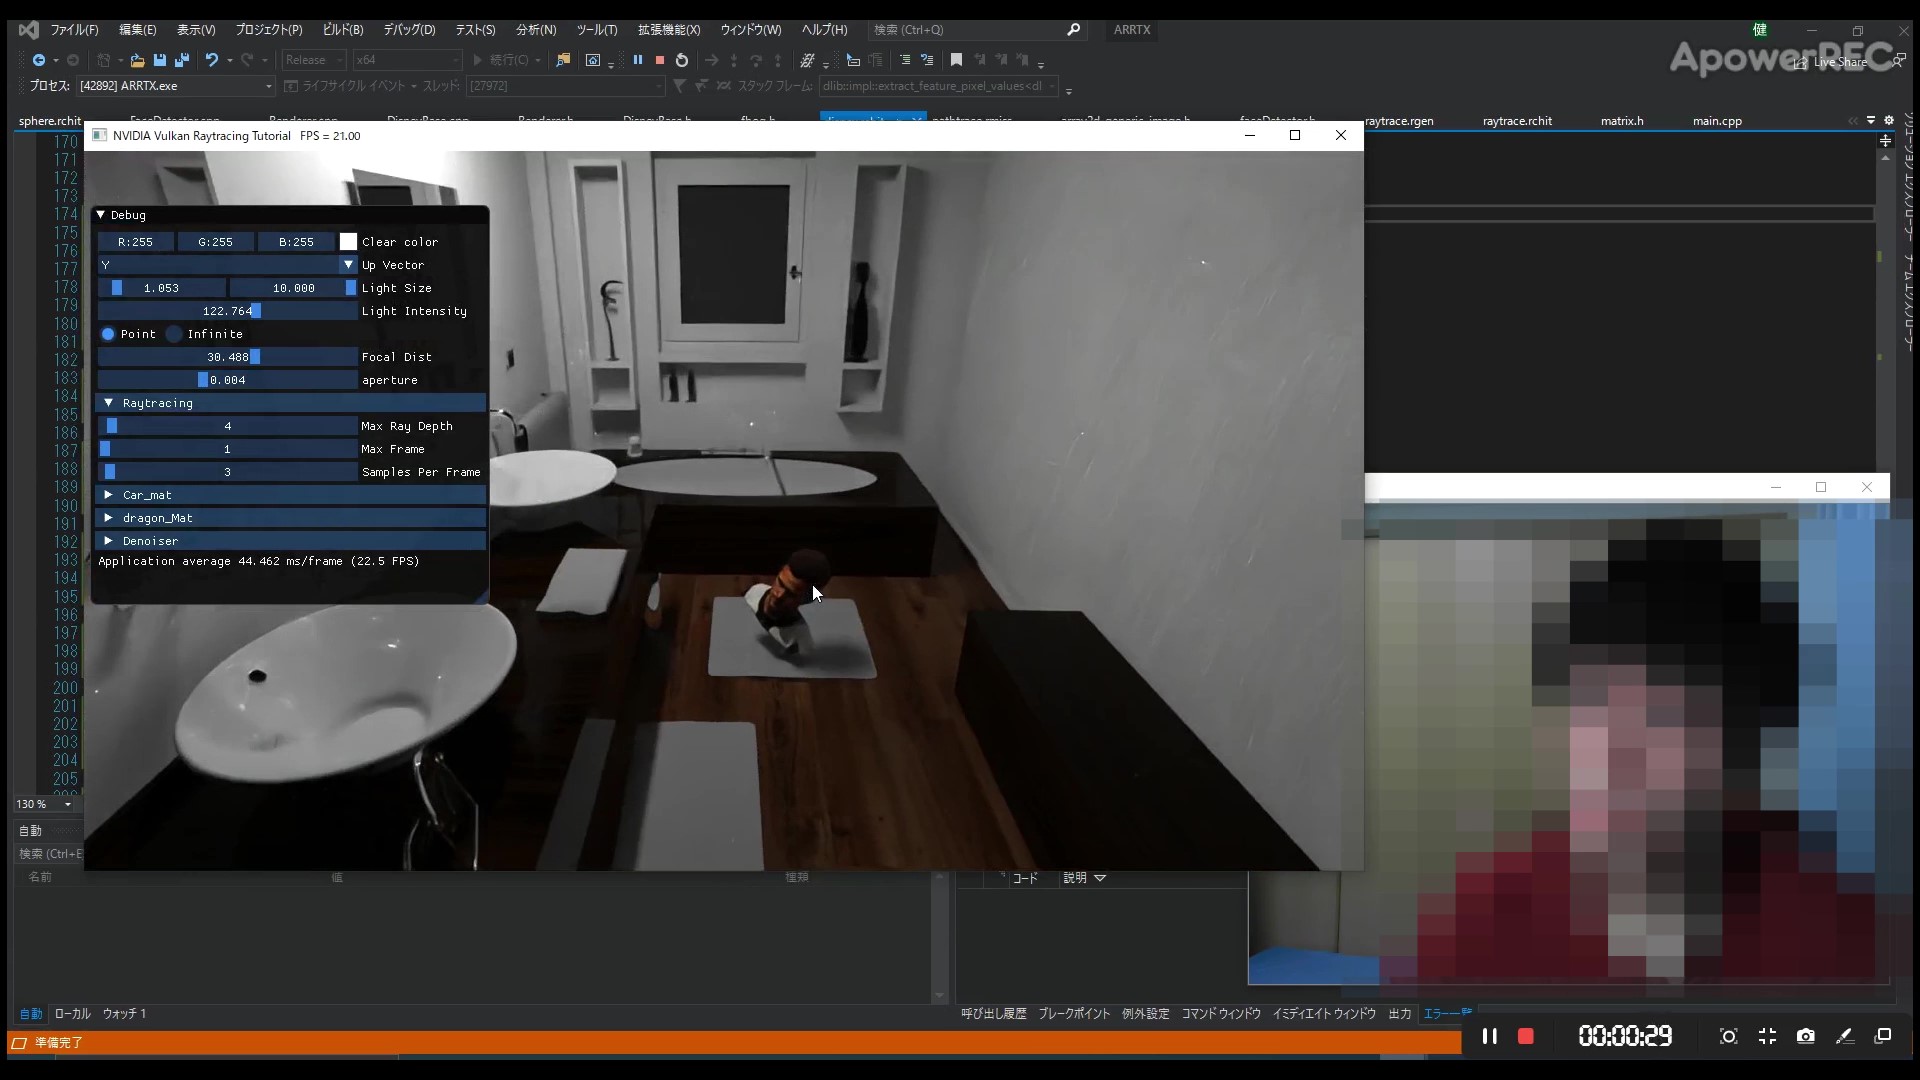 ファイル(F) 編集(E) 表示(V) プロジェクト(P) ビルド(B) デバッグ(D) テスト(S) 分析(N) ツール(T) 拡張機能(X) ウィンドウ(W) ヘルプ(H) 検索 (Ctrl+Q) ARRTX 健
ApowerREC
Live Share
Release x64 続行(C)
プロセス: [42892] ARRTX.exe ライフサイクル イベント スレッド: [27972] スタック フレーム: dlib::impl::extract_feature_pixel_values<dl
sphere.rchit raytrace.rgen raytrace.rchit matrix.h main.cpp
NVIDIA Vulkan Raytracing Tutorial FPS = 21.00
170
171
172
173
174
175
176
177
178
179
180
181
182
183
184
185
186
187
188
189
190
191
192
193
194
195
196
197
198
199
200
201
202
203
204
205
Debug
R:255 G:255 B:255 Clear color
Y Up Vector
1.053 10.000 Light Size
122.764 Light Intensity
Point Infinite
30.488 Focal Dist
0.004 aperture
Raytracing
4 Max Ray Depth
1 Max Frame
3 Samples Per Frame
Car_mat
dragon_Mat
Denoiser
Application average 44.462 ms/frame (22.5 FPS)
130 %
自動
検索 (Ctrl+E
名前 値 種類
コード 説明
自動 ローカル ウォッチ 1
呼び出し履歴 ブレークポイント 例外設定 コマンド ウィンドウ イミディエイト ウィンドウ 出力 エラー一覧
準備完了
00:00:29